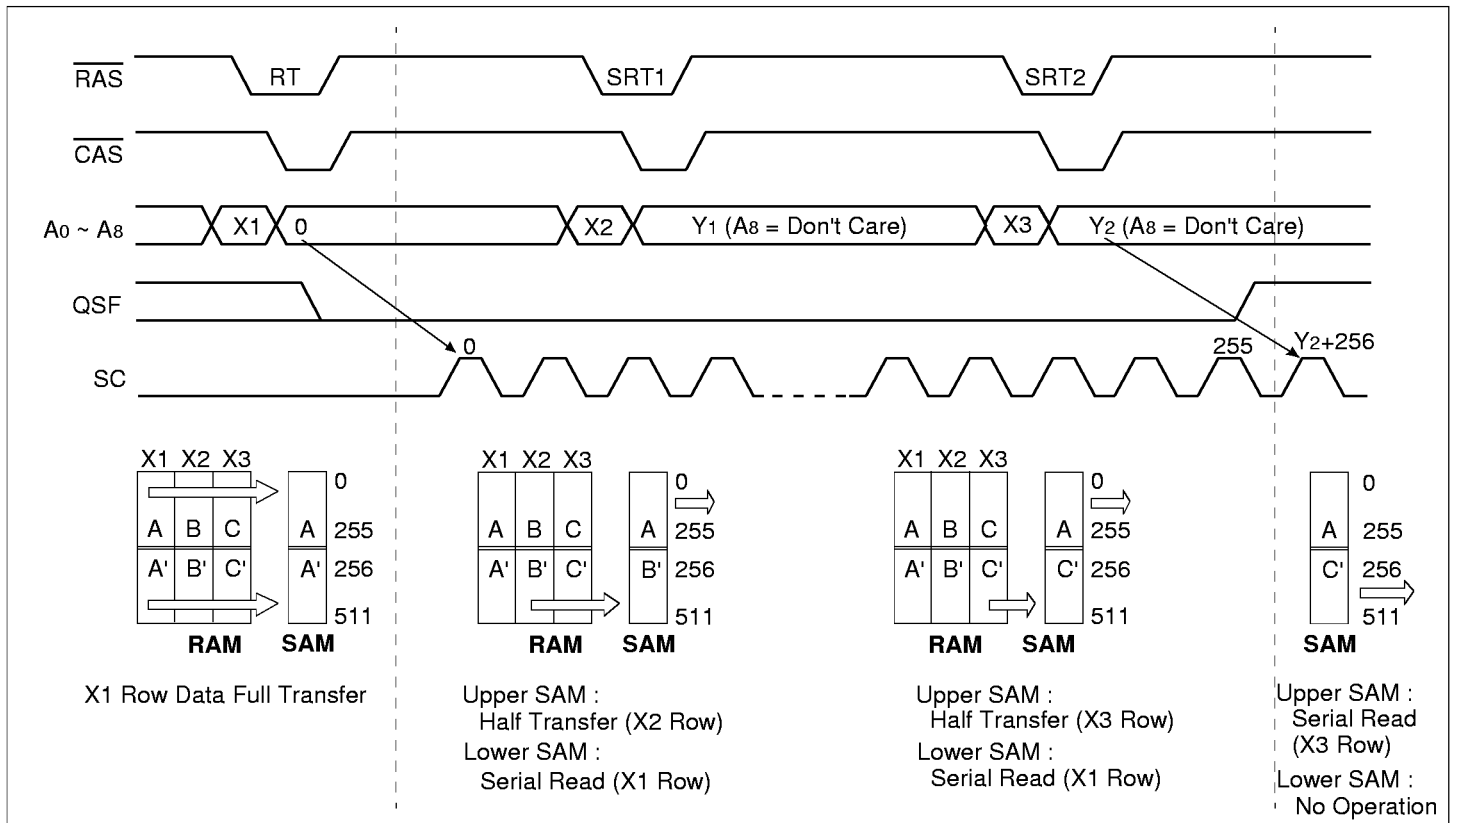 RAS RT SRT1 SRT2
CAS
A0 ~ A8 X1 0 X2 Y1 (A8 = Don't Care) X3 Y2 (A8 = Don't Care)
QSF
0 255 Y2+256
SC
X1 X2 X3
0
A B C A 255
A' B' C' A' 256
511
RAM SAM
X1 Row Data Full Transfer
X1 X2 X3
0
A B C A 255
A' B' C' B' 256
511
RAM SAM
Upper SAM :
Half Transfer (X2 Row)
Lower SAM :
Serial Read (X1 Row)
X1 X2 X3
0
A B C A 255
A' B' C' C' 256
511
RAM SAM
Upper SAM :
Half Transfer (X3 Row)
Lower SAM :
Serial Read (X1 Row)
0
A 255
C' 256
511
SAM
Upper SAM :
Serial Read
(X3 Row)
Lower SAM :
No Operation